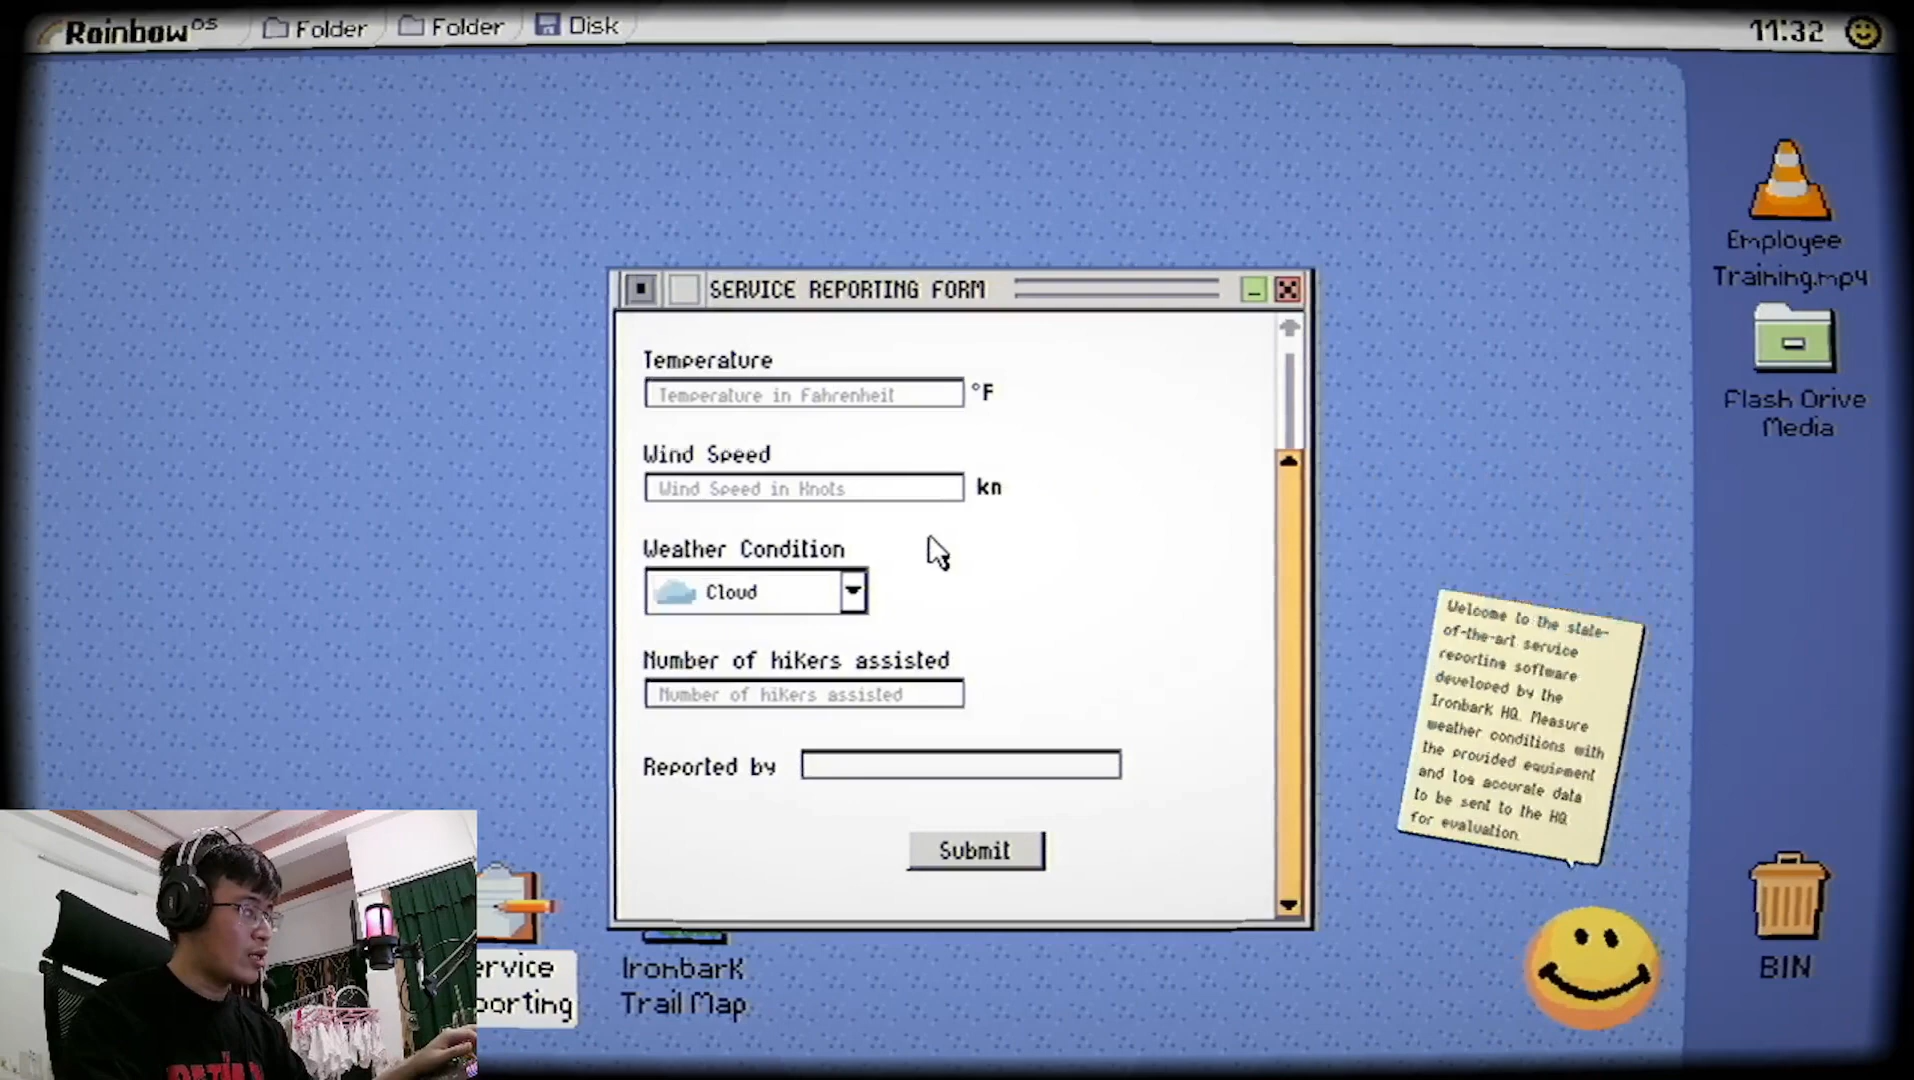 Rainbow OS
Folder
Folder
Disk
11:32
Employee
Training.mp4
Flash Drive
Media
SERVICE REPORTING FORM
Temperature
Temperature in Fahrenheit
°F
Wind Speed
Wind Speed in Knots
kn
Weather Condition
Cloud
Number of hikers assisted
Number of hikers assisted
Reported by
Submit
Welcome to the state-
of-the-art service
reporting software
developed by the
Ironbark HQ. Measure
weather conditions with
the provided equipment
and log accurate data
to be sent to the HQ
for evaluation.
ervice
porting
Ironbark
Trail Map
BIN